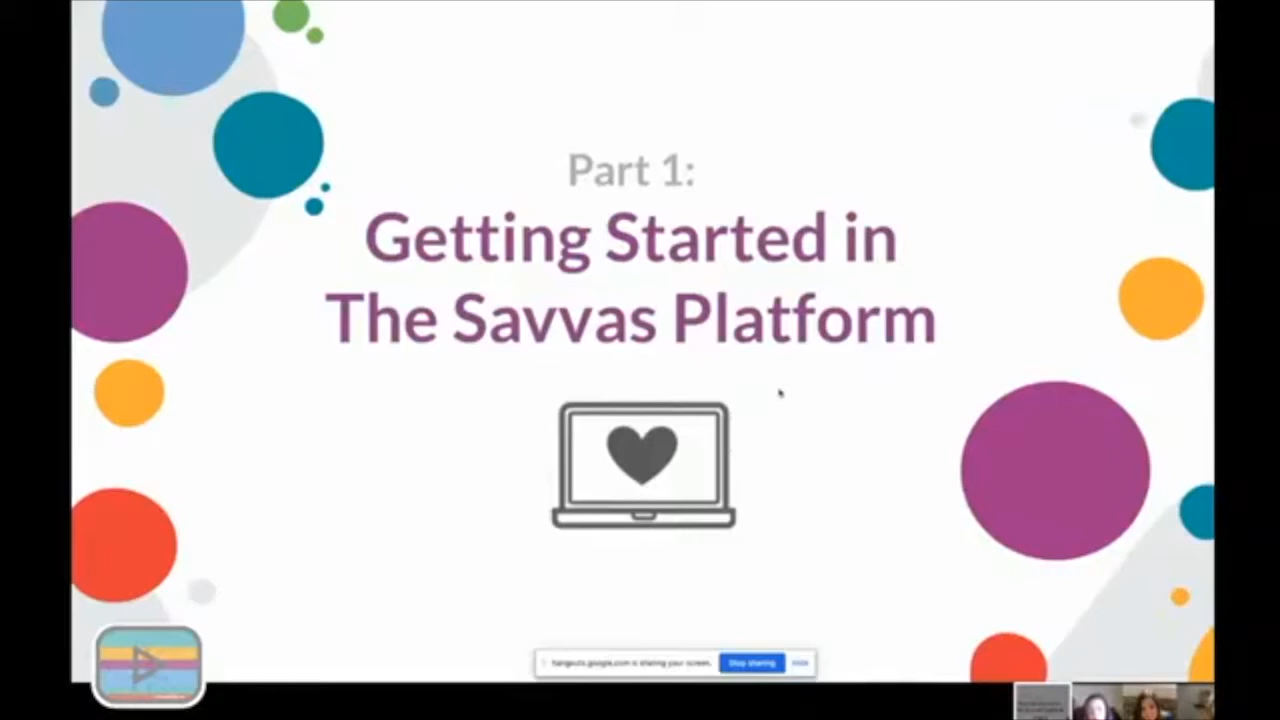 Part 1:
Getting Started in
The Savvas Platform
hangouts.google.com is sharing your screen.
Stop sharing
Hide